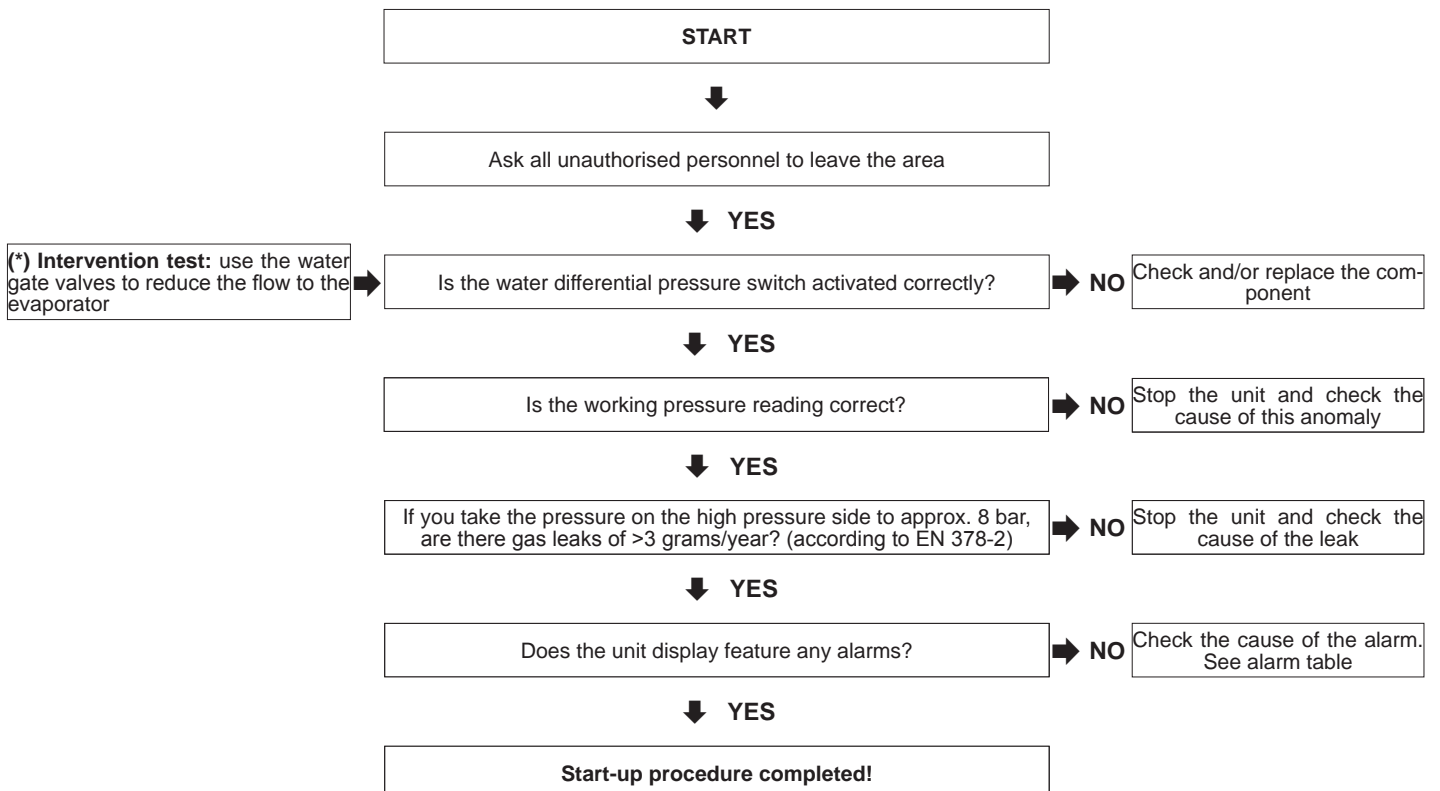 START
Ask all unauthorised personnel to leave the area
YES
(*) Intervention test: use the water
gate valves to reduce the flow to the
evaporator
Is the water differential pressure switch activated correctly?
NO
Check and/or replace the com-
ponent
YES
Is the working pressure reading correct?
NO
Stop the unit and check the
cause of this anomaly
YES
If you take the pressure on the high pressure side to approx. 8 bar,
are there gas leaks of >3 grams/year? (according to EN 378-2)
NO
Stop the unit and check the
cause of the leak
YES
Does the unit display feature any alarms?
NO
Check the cause of the alarm.
See alarm table
YES
Start-up procedure completed!